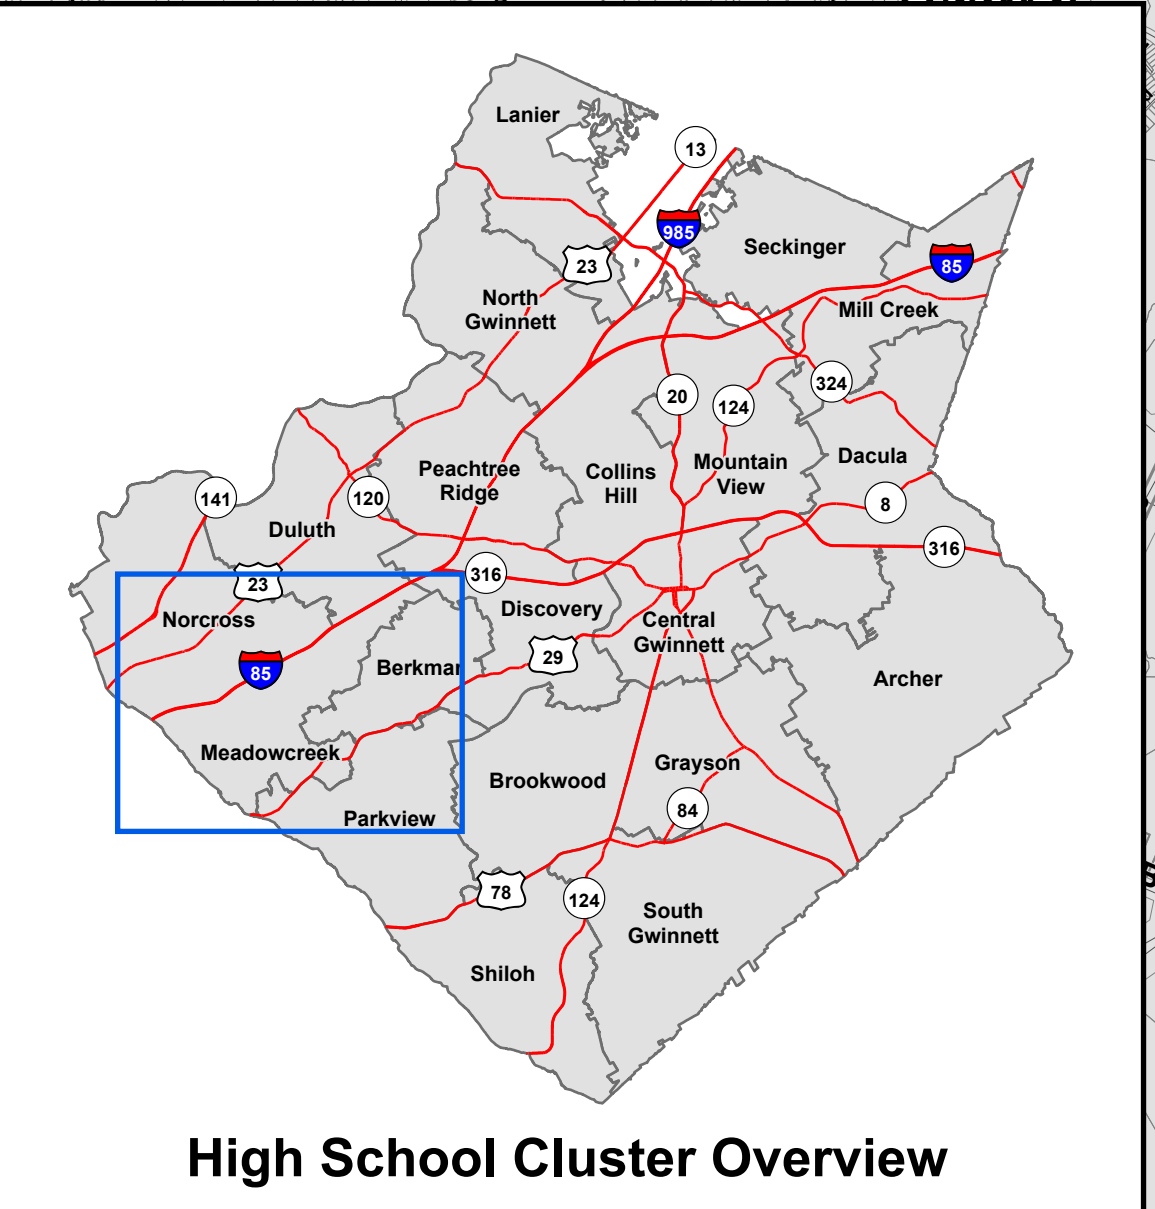 Lanier
13
985
Seckinger
23
85
North
Gwinnett
Mill Creek
324
20
124
Peachtree
Ridge
Collins
Hill
Mountain
View
Dacula
141
120
8
Duluth
316
316
23
Discovery
Norcross
Central
Gwinnett
29
85
Berkmar
Archer
Meadowcreek
Brookwood
Grayson
84
Parkview
78
124
South
Gwinnett
Shiloh
High School Cluster Overview